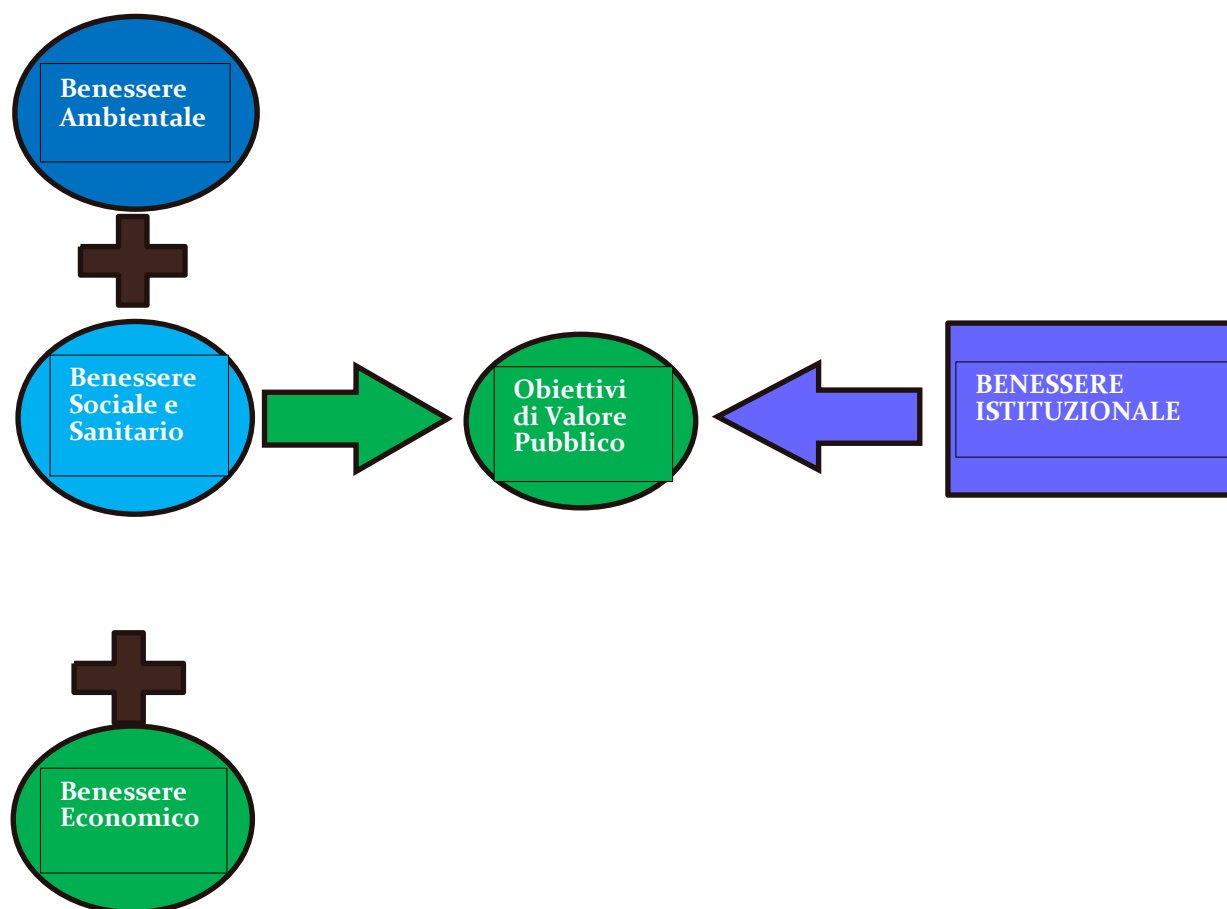 Benessere
Ambientale
Benessere
Sociale e
Sanitario
Obiettivi
di Valore
Pubblico
BENESSERE
ISTITUZIONALE
Benessere
Economico